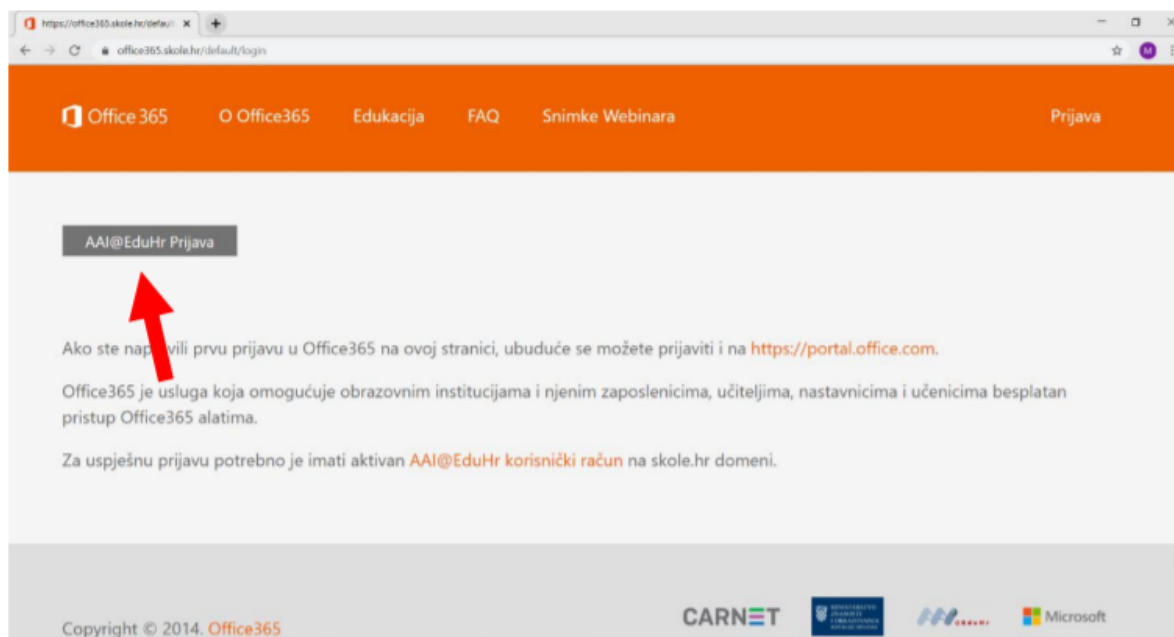 https://office365.skole.hr/defaul
office365.skole.hr/default/login
M
Office 365
O Office365
Edukacija
FAQ
Snimke Webinara
Prijava
AAI@EduHr Prijava
Ako ste nap vili prvu prijavu u Office365 na ovoj stranici, ubuduće se možete prijaviti i na https://portal.office.com.
Office365 je usluga koja omogućuje obrazovnim institucijama i njenim zaposlenicima, učiteljima, nastavnicima i učenicima besplatan
pristup Office365 alatima.
Za uspješnu prijavu potrebno je imati aktivan AAI@EduHr korisnički račun na skole.hr domeni.
Copyright © 2014. Office365
CARNET
Microsoft